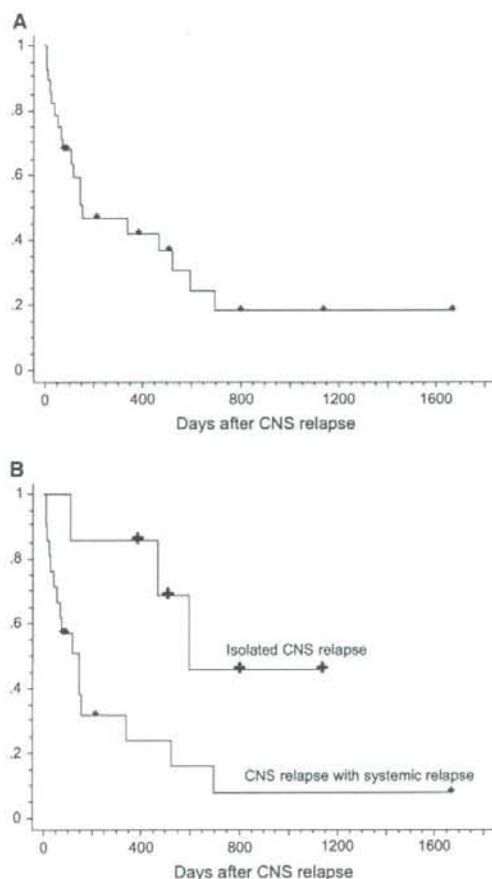 A
1
.8
.6
.4
.2
0
0 400 800 1200 1600
Days after CNS relapse
B
1
.8
.6
.4
.2
0
Isolated CNS relapse
CNS relapse with systemic relapse
0 400 800 1200 1600
Days after CNS relapse